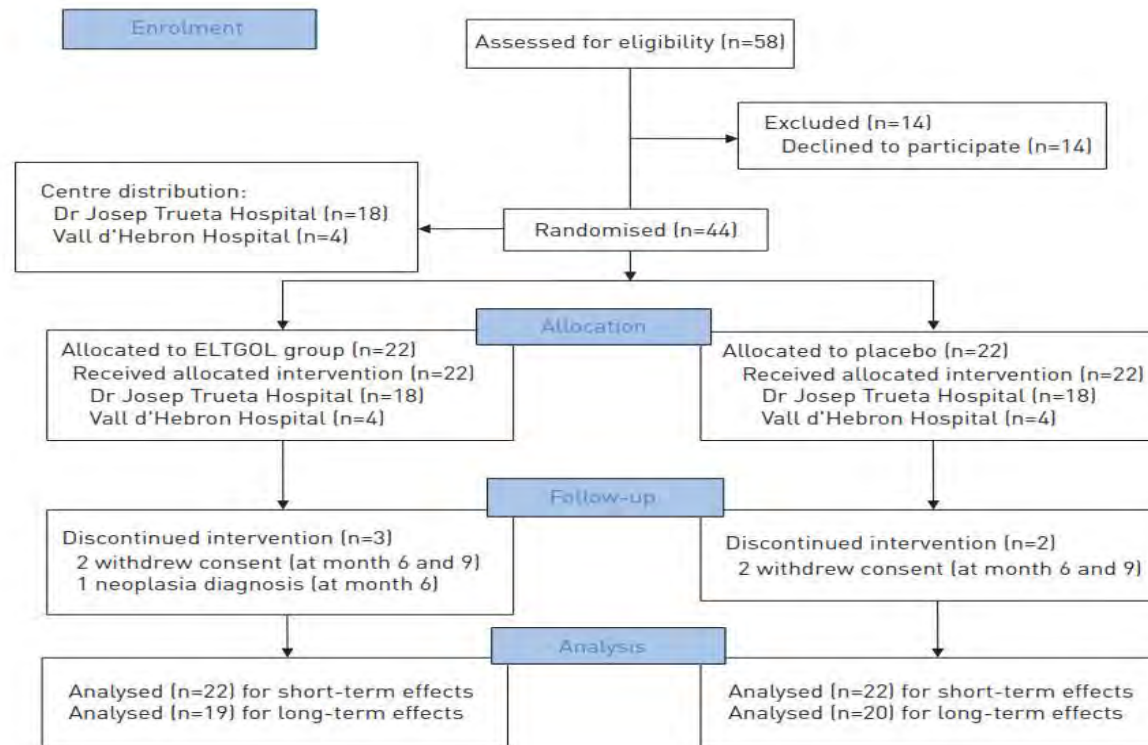 Enrolment
Assessed for eligibility (n=58)
Excluded (n=14)
Declined to participate (n=14)
Centre distribution:
Dr Josep Trueta Hospital (n=18)
Vall d'Hebron Hospital (n=4)
Randomised (n=44)
Allocation
Allocated to ELTGOL group (n=22)
Received allocated intervention (n=22)
Dr Josep Trueta Hospital (n=18)
Vall d'Hebron Hospital (n=4)
Allocated to placebo (n=22)
Received allocated intervention (n=22)
Dr Josep Trueta Hospital (n=18)
Vall d'Hebron Hospital (n=4)
Follow-up
Discontinued intervention (n=3)
2 withdrew consent (at month 6 and 9)
1 neoplasia diagnosis (at month 6)
Discontinued intervention (n=2)
2 withdrew consent (at month 6 and 9)
Analysis
Analysed (n=22) for short-term effects
Analysed (n=19) for long-term effects
Analysed (n=22) for short-term effects
Analysed (n=20) for long-term effects